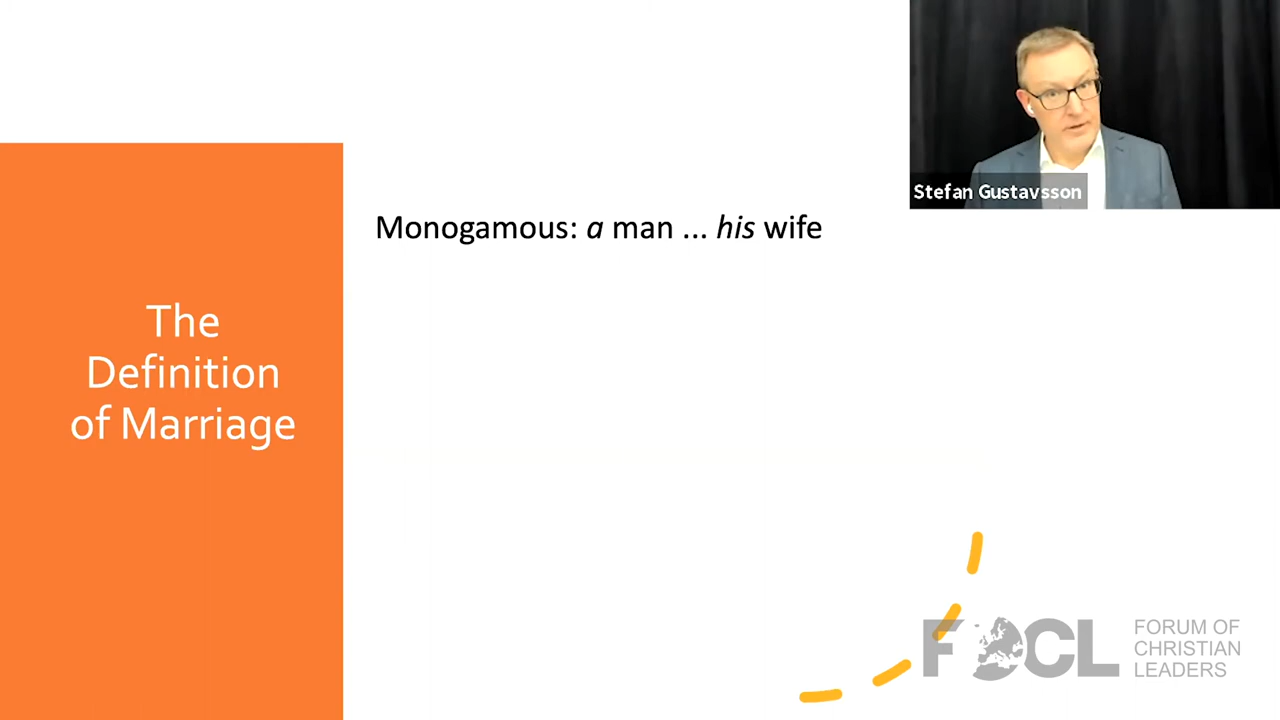 Stefan Gustavsson
Monogamous: a man ... his wife
The
Definition
of Marriage
FOCL
FORUM OF
CHRISTIAN
LEADERS